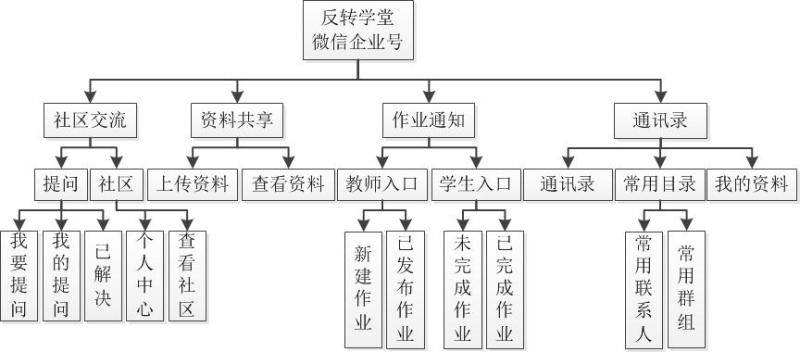 反转学堂
微信企业号
社区交流
资料共享
作业通知
通讯录
提问
社区
上传资料
查看资料
教师入口
学生入口
通讯录
常用目录
我的资料
我要提问
我的提问
已解决
个人中心
查看社区
新建作业
已发布作业
未完成作业
已完成作业
常用联系人
常用群组